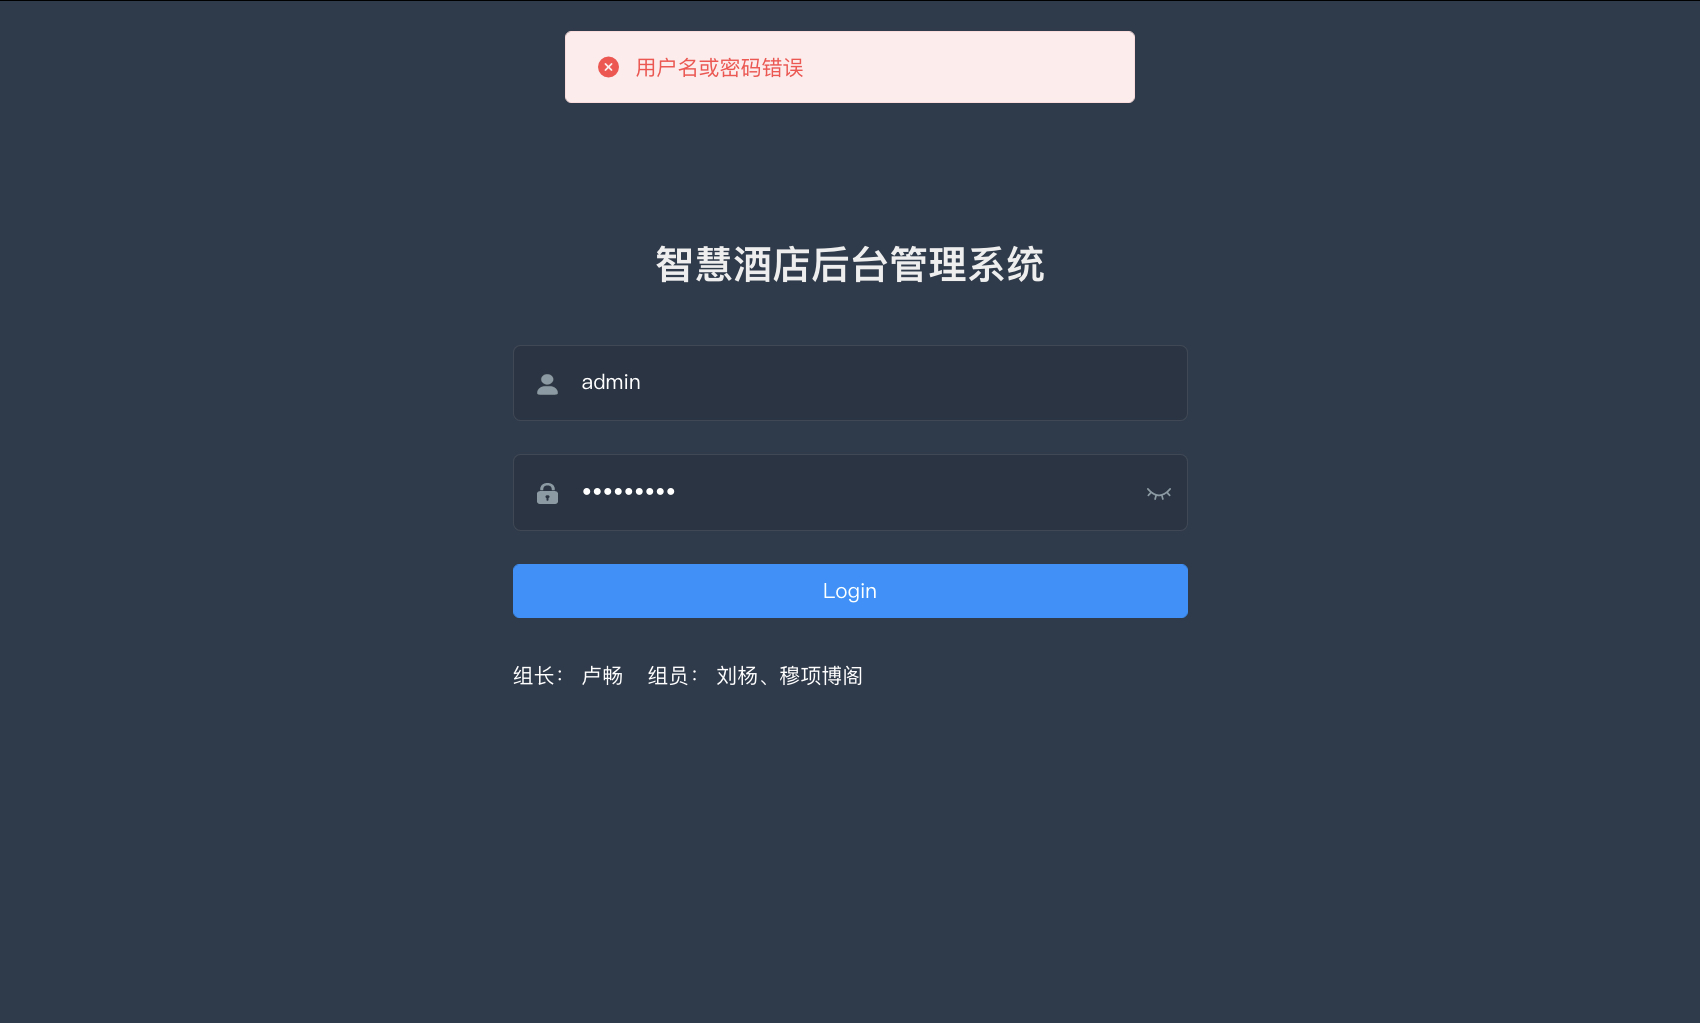 用户名或密码错误
智慧酒店后台管理系统
admin
•••••••••
Login
组长： 卢畅 组员： 刘杨、穆项博阁